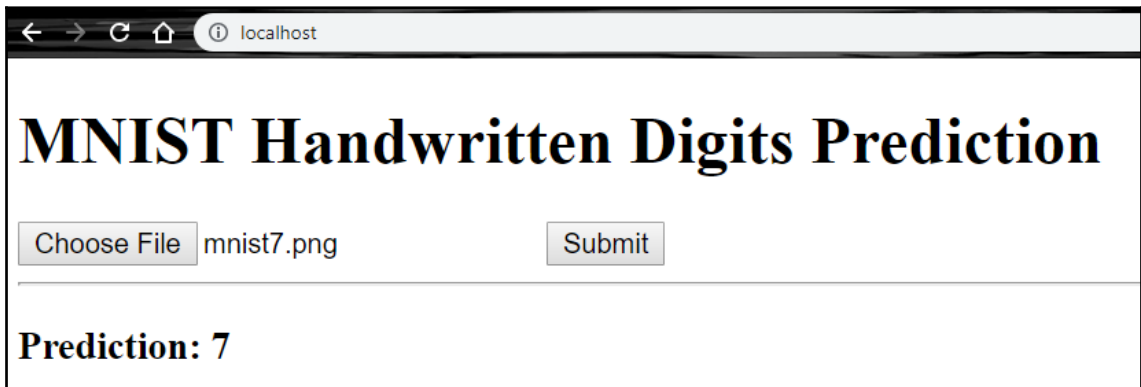 localhost
MNIST Handwritten Digits Prediction
Choose File mnist7.png Submit
Prediction: 7